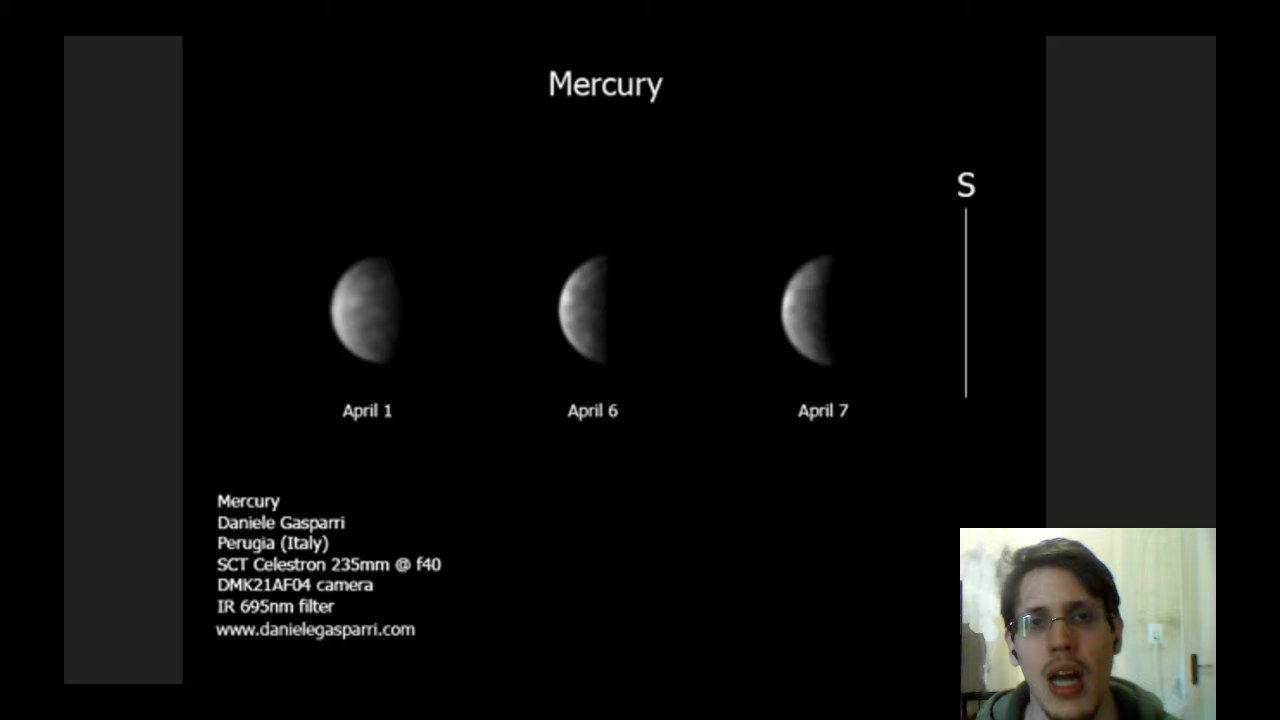 Mercury
S
April 1
April 6
April 7
Mercury
Daniele Gasparri
Perugia (Italy)
SCT Celestron 235mm @ f40
DMK21AF04 camera
IR 695nm filter
www.danielegasparri.com